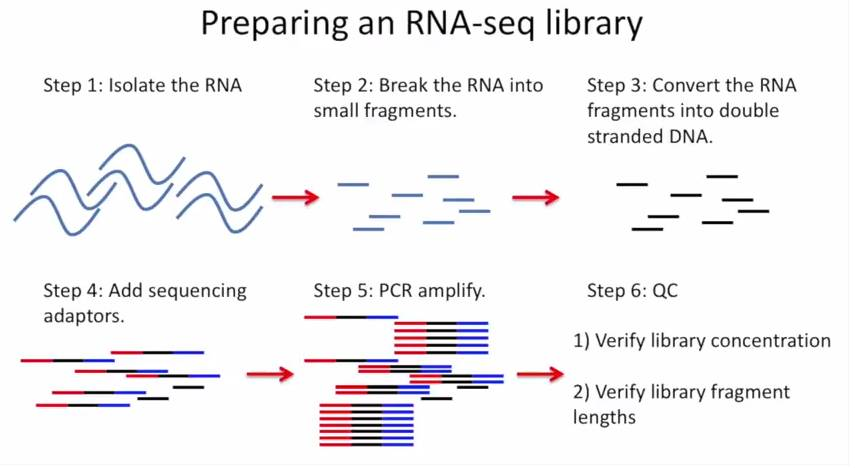 Preparing an RNA-seq library
Step 1: Isolate the RNA
Step 2: Break the RNA into
small fragments.
Step 3: Convert the RNA
fragments into double
stranded DNA.
Step 4: Add sequencing
adaptors.
Step 5: PCR amplify.
Step 6: QC
1) Verify library concentration
2) Verify library fragment
lengths